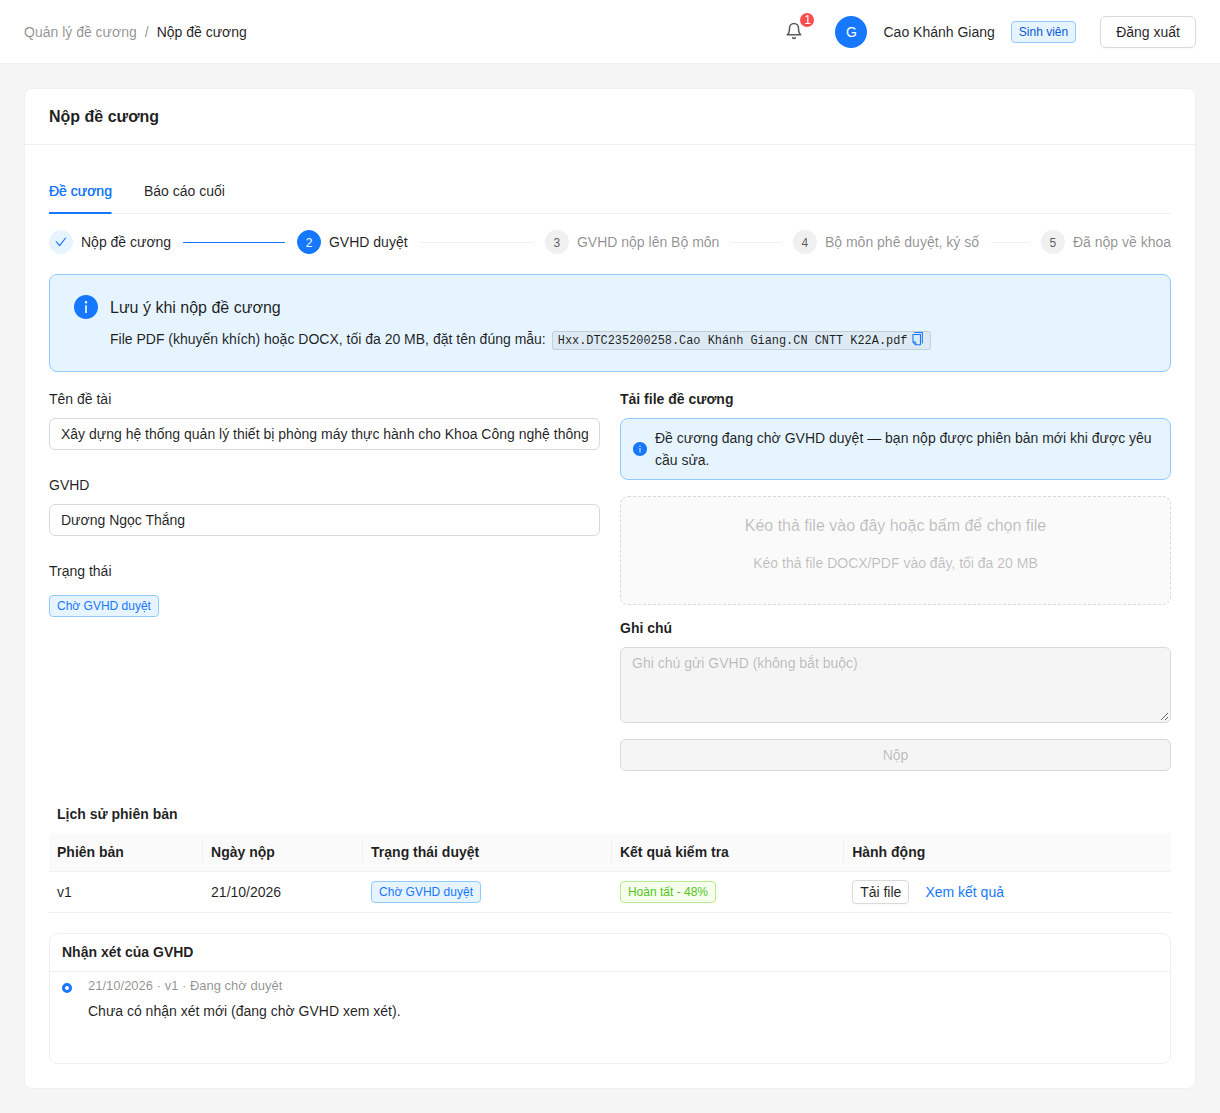 Quản lý đề cương / Nộp đề cương
1
G
Cao Khánh Giang
Sinh viên
Đăng xuất
Nộp đề cương
Đề cương
Báo cáo cuối
Nộp đề cương
2 GVHD duyệt
3 GVHD nộp lên Bộ môn
4 Bộ môn phê duyệt, ký số
5 Đã nộp về khoa
Lưu ý khi nộp đề cương
File PDF (khuyến khích) hoặc DOCX, tối đa 20 MB, đặt tên đúng mẫu: Hxx.DTC235200258.Cao Khánh Giang.CN CNTT K22A.pdf
Tên đề tài
Xây dựng hệ thống quản lý thiết bị phòng máy thực hành cho Khoa Công nghệ thông
GVHD
Dương Ngọc Thắng
Trạng thái
Chờ GVHD duyệt
Tải file đề cương
Đề cương đang chờ GVHD duyệt — bạn nộp được phiên bản mới khi được yêu
cầu sửa.
Kéo thả file vào đây hoặc bấm để chọn file
Kéo thả file DOCX/PDF vào đây, tối đa 20 MB
Ghi chú
Ghi chú gửi GVHD (không bắt buộc)
Nộp
Lịch sử phiên bản
Phiên bản Ngày nộp Trạng thái duyệt Kết quả kiểm tra Hành động
v1 21/10/2026 Chờ GVHD duyệt Hoàn tất - 48% Tải file Xem kết quả
Nhận xét của GVHD
21/10/2026 · v1 · Đang chờ duyệt
Chưa có nhận xét mới (đang chờ GVHD xem xét).